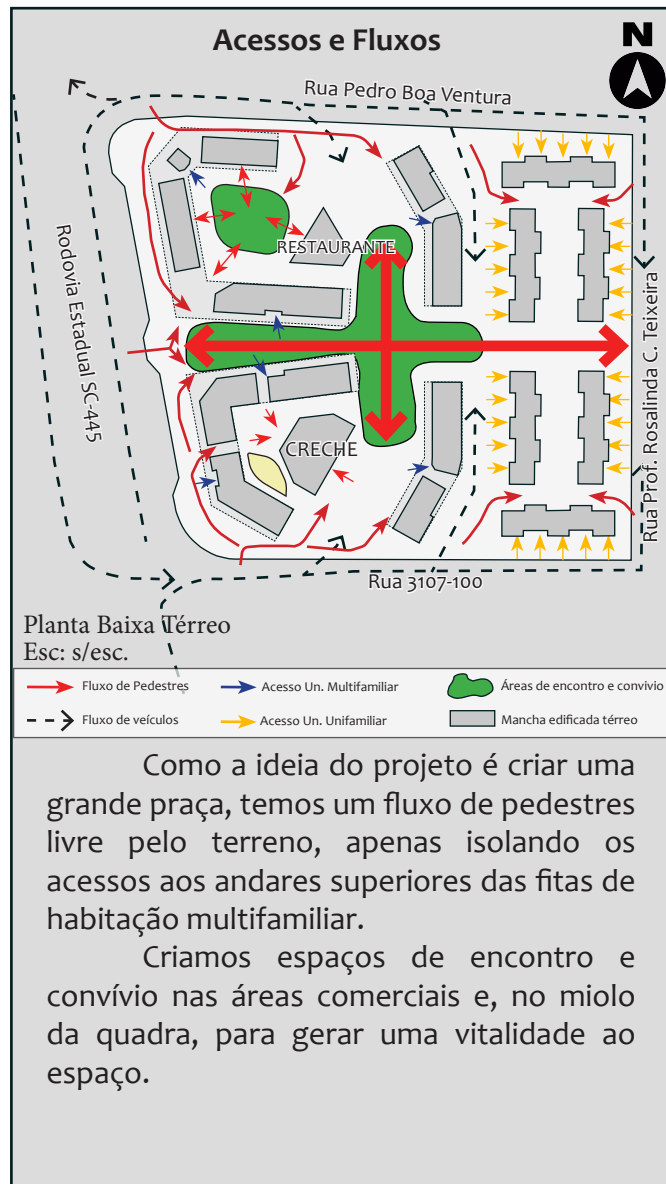 Acessos e Fluxos
N
Rua Pedro Boa Ventura
Rodovia Estadual SC-445
RESTAURANTE
CRECHE
Rua Prof. Rosalinda C. Teixeira
Rua 3107-100
Planta Baixa Térreo
Esc: s/esc.
Fluxo de Pedestres
Acesso Un. Multifamiliar
Áreas de encontro e convivio
Fluxo de veículos
Acesso Un. Unifamiliar
Mancha edificada térreo
Como a ideia do projeto é criar uma
grande praça, temos um fluxo de pedestres
livre pelo terreno, apenas isolando os
acessos aos andares superiores das fitas de
habitação multifamiliar.
Criamos espaços de encontro e
convívio nas áreas comerciais e, no miolo
da quadra, para gerar uma vitalidade ao
espaço.